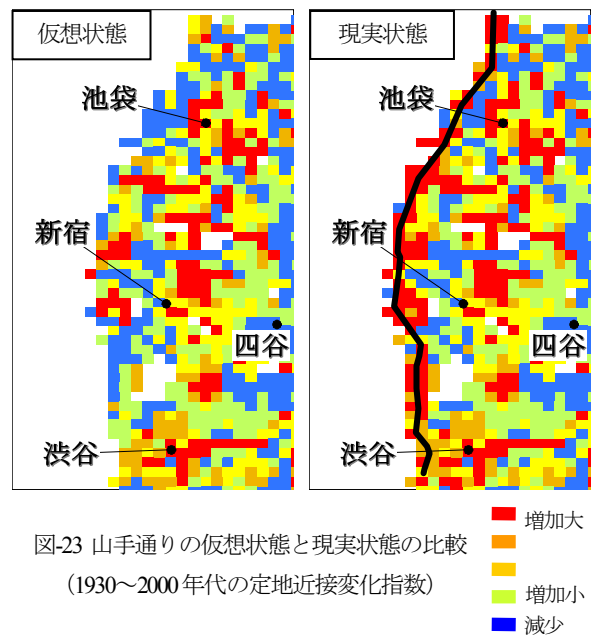 仮想状態
現実状態
池袋
池袋
新宿
新宿
四谷
四谷
渋谷
渋谷
増加大
増加小
減少
図-23 山手通りの仮想状態と現実状態の比較
（1930～2000年代の定地近接変化指数）